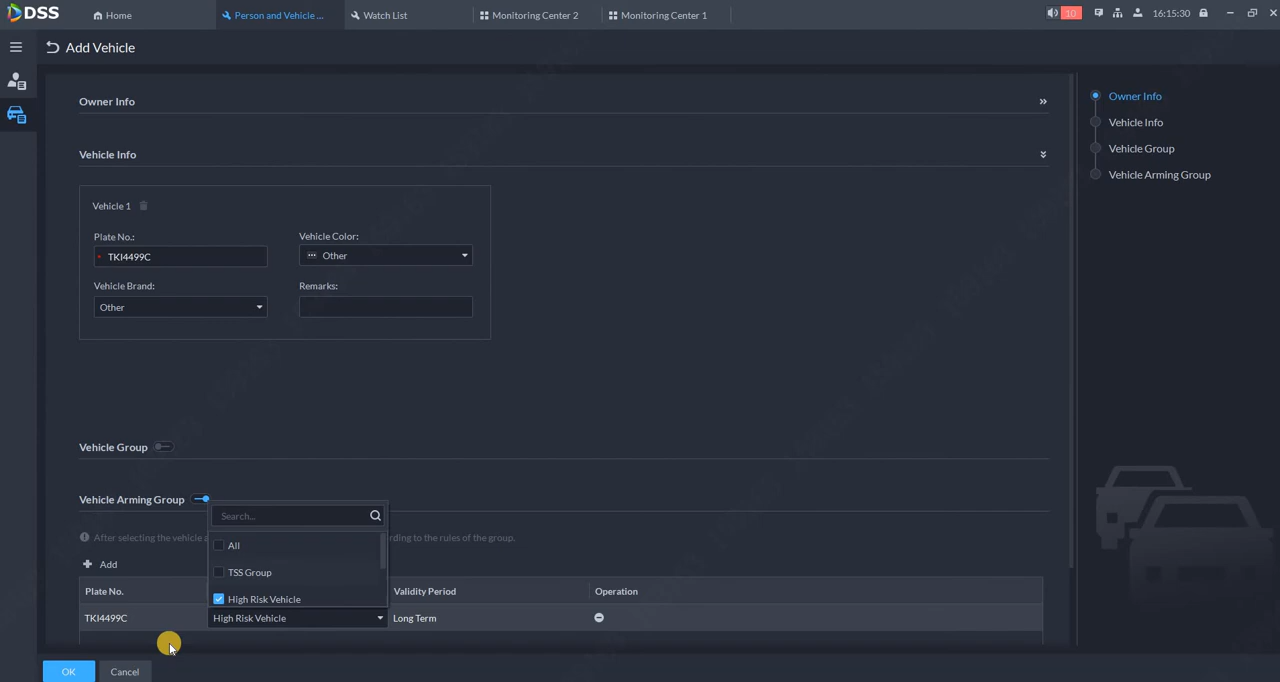 DSS
Home
Person and Vehicle ...
Watch List
Monitoring Center 2
Monitoring Center 1
10
16:15:30
Add Vehicle
Owner Info
Vehicle Info
Vehicle 1
Plate No.:
Vehicle Color:
* TKI4499C
Other
Vehicle Brand:
Remarks:
Other
Vehicle Group
Vehicle Arming Group
Search...
After selecting the vehicle a
ording to the rules of the group.
All
Add
TSS Group
High Risk Vehicle
Plate No.
Validity Period
Operation
TKI4499C
High Risk Vehicle
Long Term
OK
Cancel
Owner Info
Vehicle Info
Vehicle Group
Vehicle Arming Group